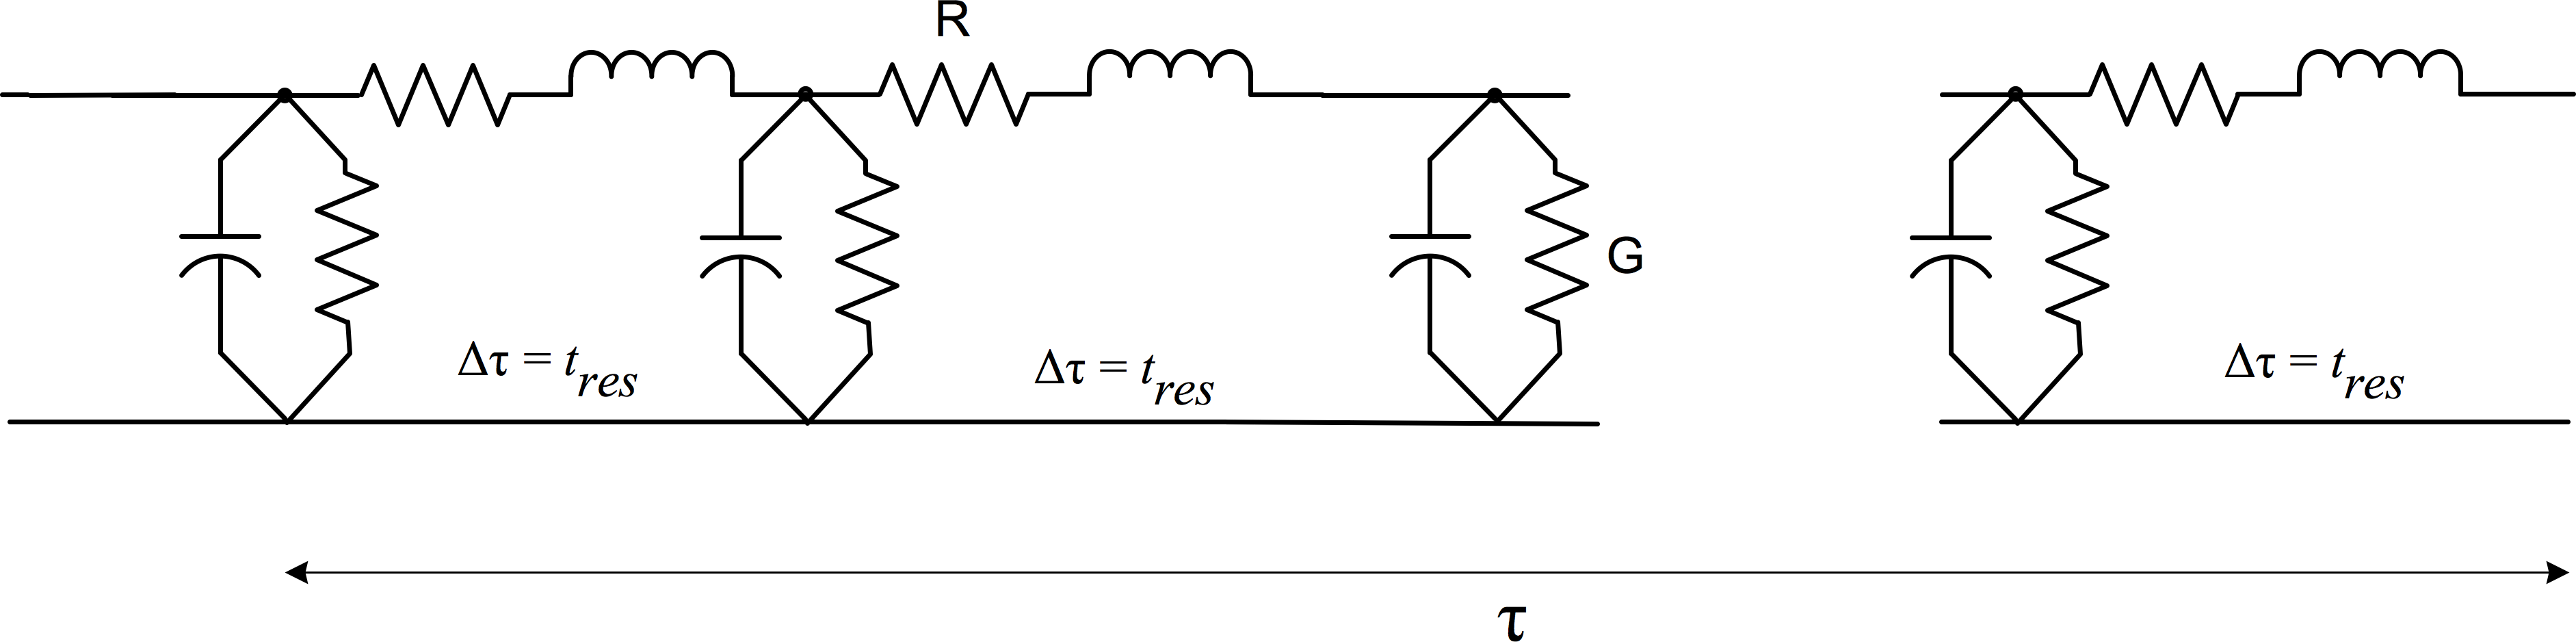 R
G
Δτ = t_res
Δτ = t_res
Δτ = t_res
τ